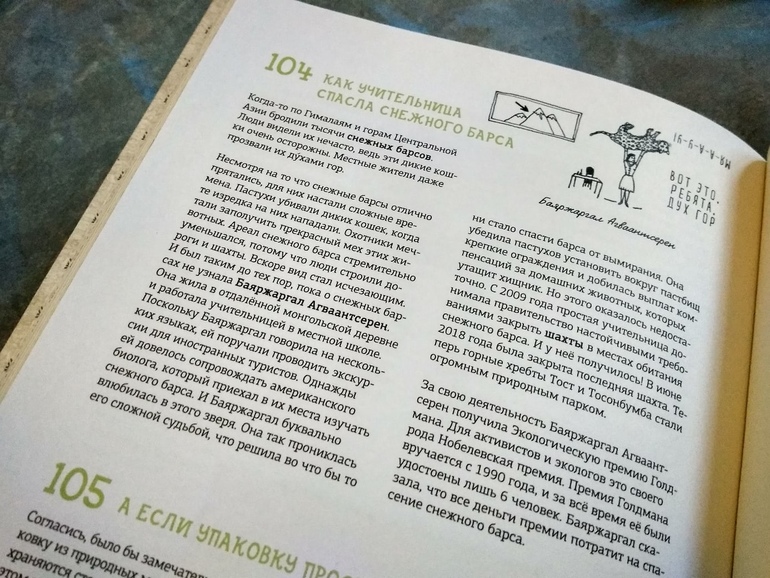 104 КАК УЧИТЕЛЬНИЦА
СПАСЛА СНЕЖНОГО БАРСА
Когда-то по Гималаям и горам Центральной
Азии бродили тысячи снежных барсов.
Люди видели их нечасто, ведь эти дикие кош-
ки очень осторожны. Местные жители даже
прозвали их ду́хами гор.
Несмотря на то что снежные барсы отлично
прятались, для них настали сложные вре-
мена. Пастухи убивали диких кошек, когда
те изредка на них нападали. Охотники меч-
тали заполучить прекрасный мех этих жи-
вотных. Ареал снежного барса стремительно
уменьшался, потому что люди строили до-
роги и шахты. Вскоре вид стал исчезающим.
И был таким до тех пор, пока о снежных бар-
сах не узнала Баяржаргал Агваантсерен.
Она жила в отдалённой монгольской деревне
и работала учительницей в местной школе.
Поскольку Баяржаргал говорила на несколь-
ких языках, ей поручали проводить экскур-
сии для иностранных туристов. Однажды
ей довелось сопровождать американского
биолога, который приехал в их места изучать
снежного барса. И Баяржаргал буквально
влюбилась в этого зверя. Она так прониклась
его сложной судьбой, что решила во что бы то
МЯ-А-А-У-У!
ВОТ ЭТО,
РЕБЯТА,
ДУХ ГОР
Баяржаргал Агваантсерен
ни стало спасти барса от вымирания. Она
убедила пастухов установить вокруг пастбищ
крепкие ограждения и добилась выплат ком-
пенсаций за домашних животных, которых
утащит хищник. Но этого оказалось недоста-
точно. С 2009 года простая учительница до-
нимала правительство настойчивыми требо-
ваниями закрыть шахты в местах обитания
снежного барса. И у неё получилось! В июне
2018 года была закрыта последняя шахта. Те-
перь горные хребты Тост и Тосонбумба стали
огромным природным парком.
За свою деятельность Баяржаргал Агваант-
серен получила Экологическую премию Голд-
мана. Для активистов и экологов это своего
рода Нобелевская премия. Премия Голдмана
вручается с 1990 года, и за всё время её были
удостоены лишь 6 человек. Баяржаргал ска-
зала, что все деньги премии потратит на спа-
сение снежного барса.
105 А ЕСЛИ УПАКОВКУ ПРОС
Согласись, было бы замечатель
ковку из природных м
храняются ст
этом